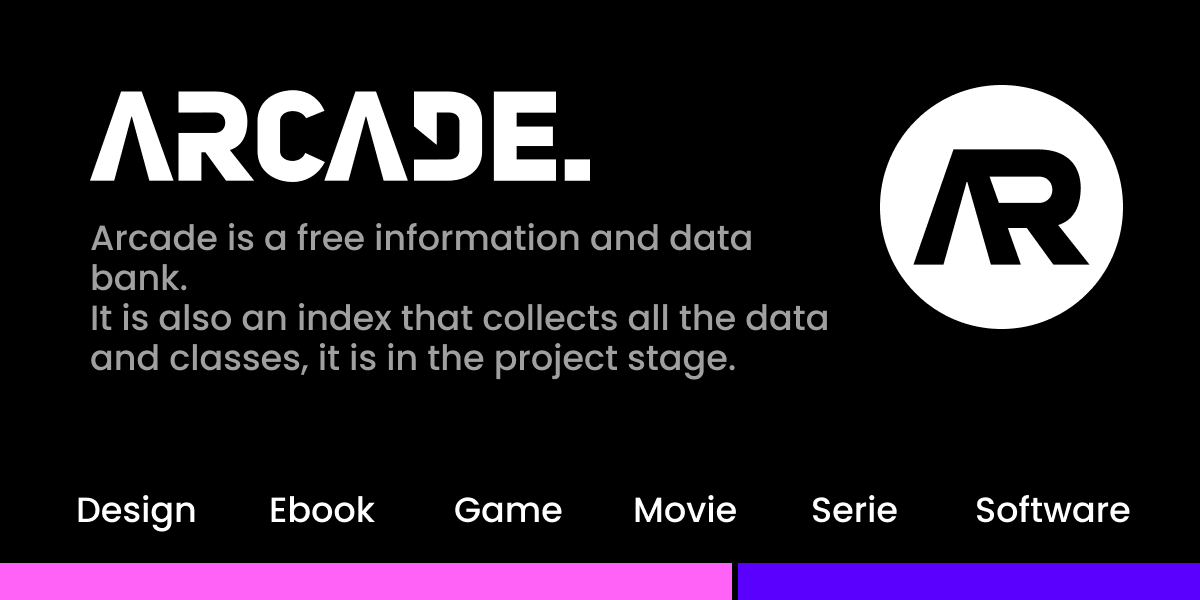 ARCADE.
AR
Arcade is a free information and data
bank.
It is also an index that collects all the data
and classes, it is in the project stage.
Design Ebook Game Movie Serie Software